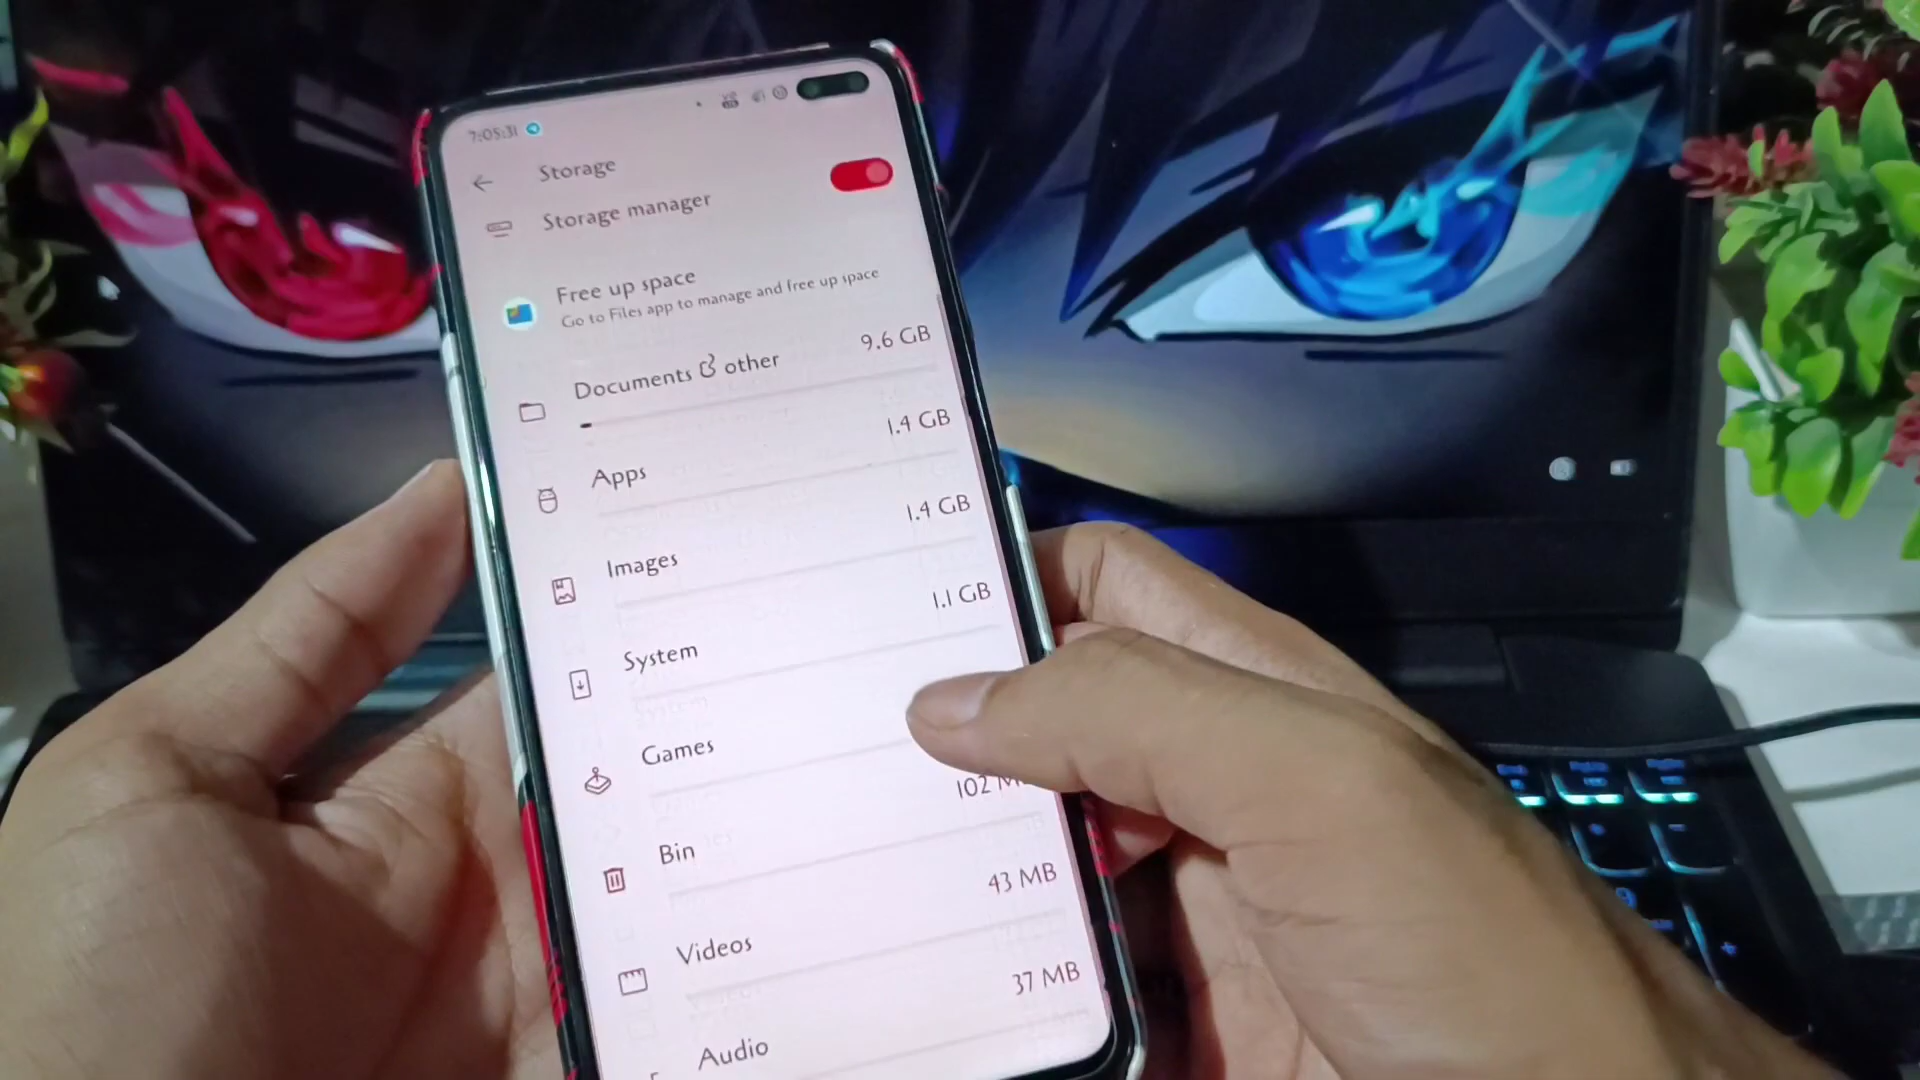 7:05:31
Storage
Storage manager
Free up space
Go to Files app to manage and free up space
Documents & other
9.6 GB
Apps
1.4 GB
Images
1.4 GB
System
1.1 GB
Games
Bin
102
Videos
43 MB
Audio
37 MB